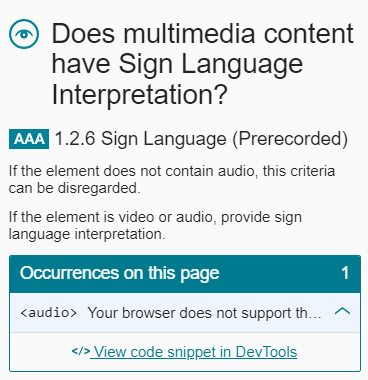 Does multimedia content
have Sign Language
Interpretation?
AAA 1.2.6 Sign Language (Prerecorded)
If the element does not contain audio, this criteria
can be disregarded.
If the element is video or audio, provide sign
language interpretation.
Occurrences on this page 1
<audio> Your browser does not support th...
</> View code snippet in DevTools